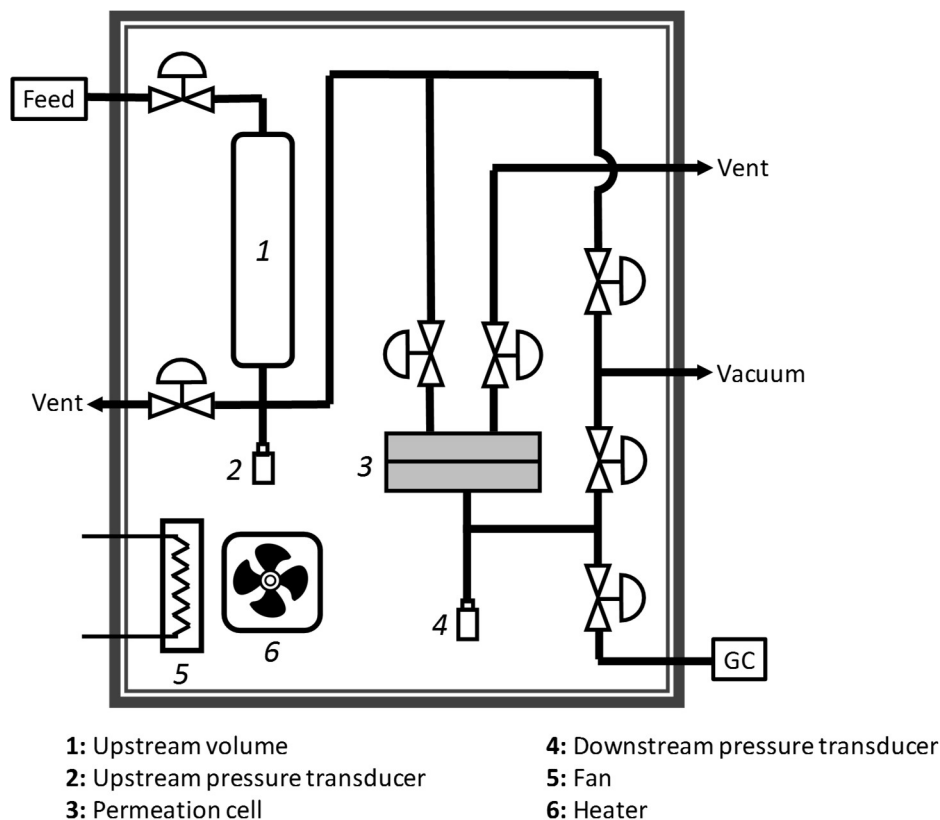 Feed
Vent
1
Vent
Vacuum
2
3
4
5
6
GC
1: Upstream volume
2: Upstream pressure transducer
3: Permeation cell
4: Downstream pressure transducer
5: Fan
6: Heater